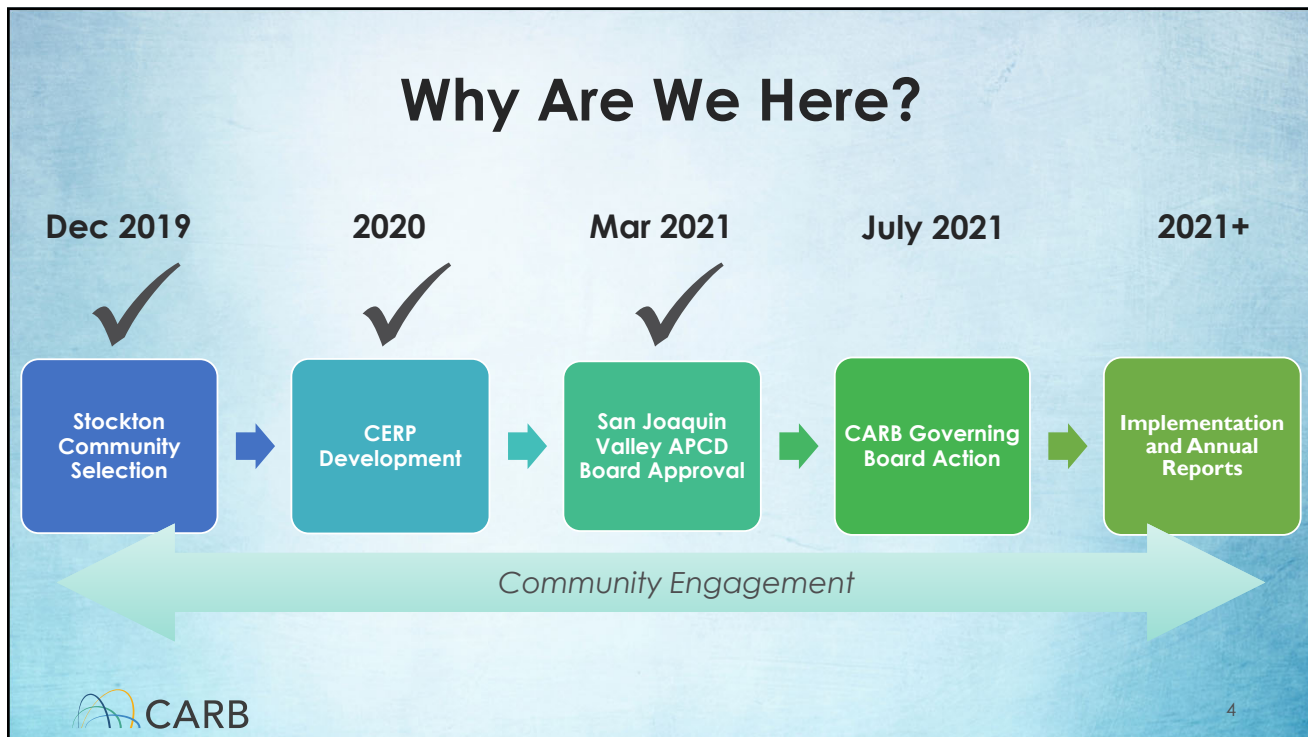 Why Are We Here?
Dec 2019
2020
Mar 2021
July 2021
2021+
Stockton
Community
Selection
CERP
Development
San Joaquin
Valley APCD
Board Approval
CARB Governing
Board Action
Implementation
and Annual
Reports
Community Engagement
CARB
4